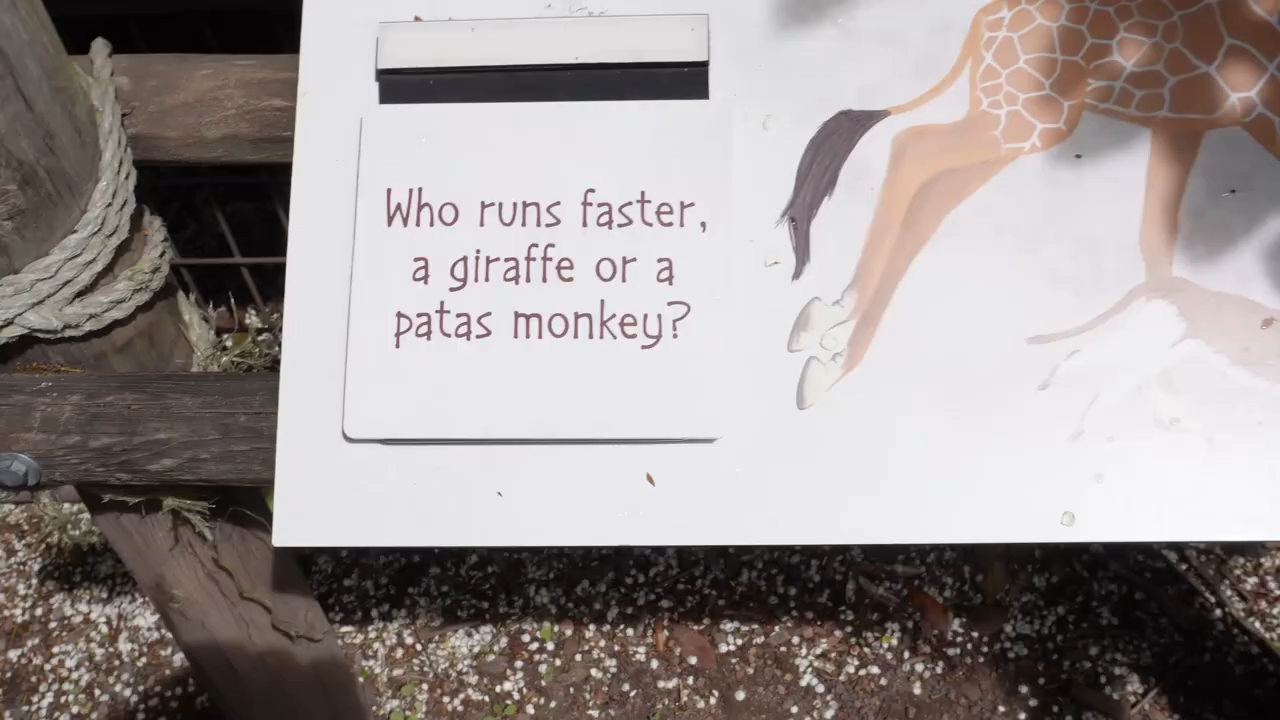 Who runs faster,
a giraffe or a
patas monkey?